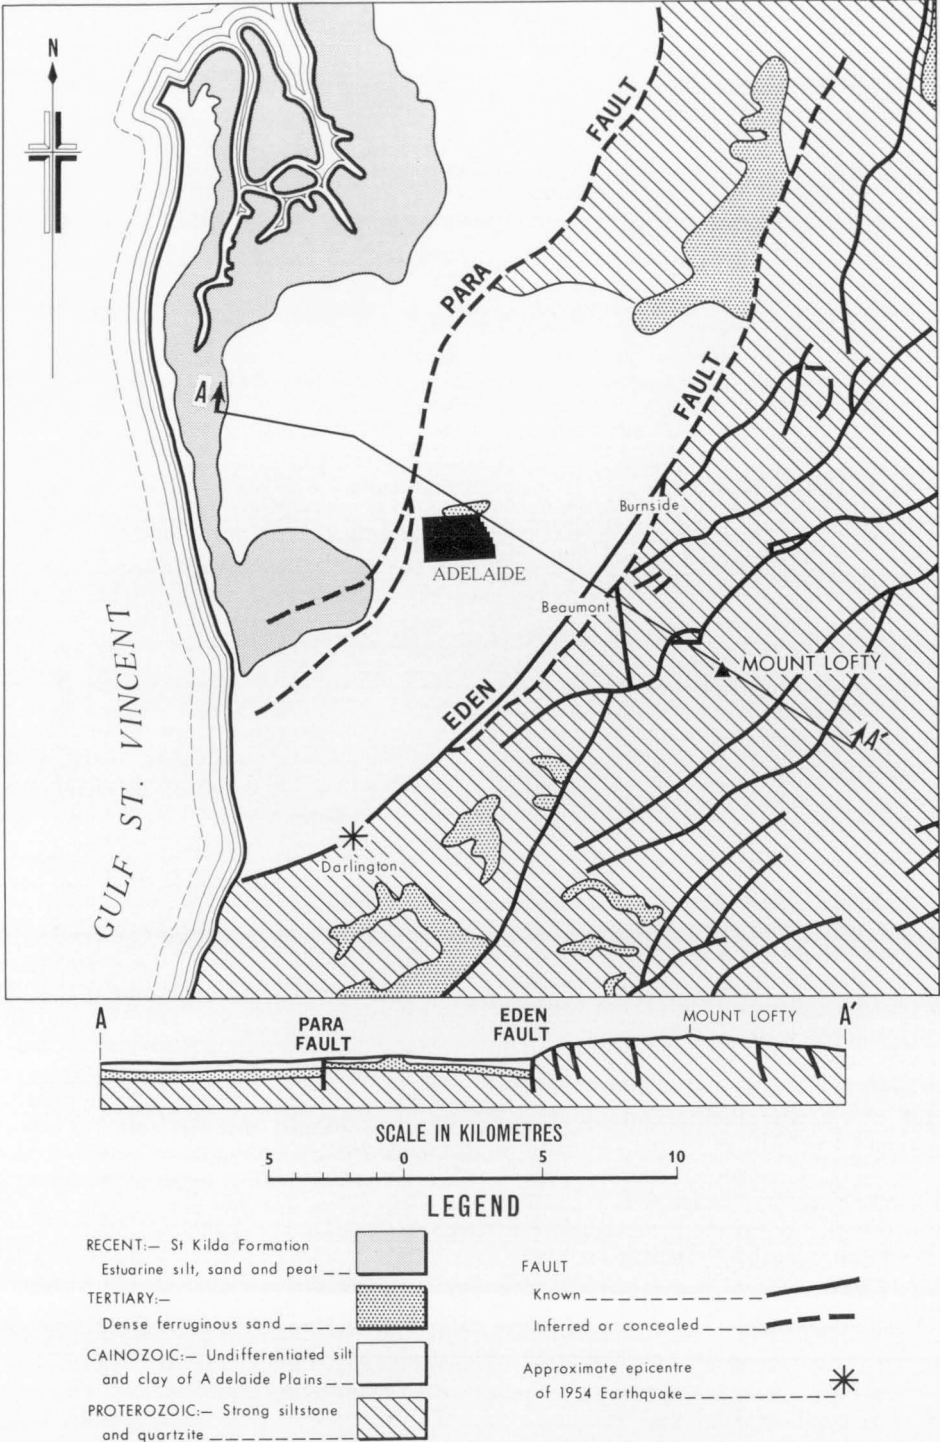 N
FAULT
PARA
FAULT
A
Burnside
ADELAIDE
Beaumont
MOUNT LOFTY
EDEN
A'
GULF ST. VINCENT
Darlington
A
PARA
FAULT
EDEN
FAULT
MOUNT LOFTY
A'
SCALE IN KILOMETRES
5 0 5 10
LEGEND
RECENT:— St Kilda Formation
Estuarine silt, sand and peat
TERTIARY:—
Dense ferruginous sand
CAINOZOIC:— Undifferentiated silt
and clay of Adelaide Plains
PROTEROZOIC:— Strong siltstone
and quartzite
FAULT
Known
Inferred or concealed
Approximate epicentre
of 1954 Earthquake